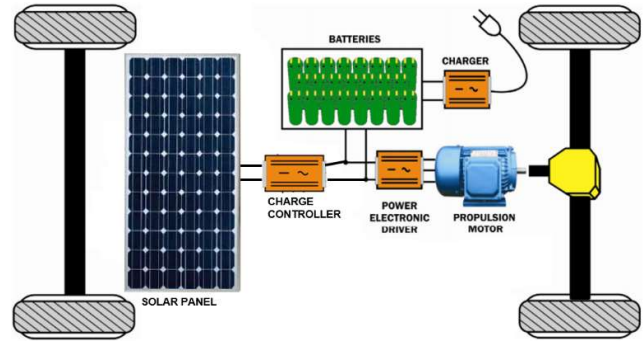 BATTERIES
CHARGER
CHARGE
CONTROLLER
POWER
ELECTRONIC
DRIVER
PROPULSION
MOTOR
SOLAR PANEL